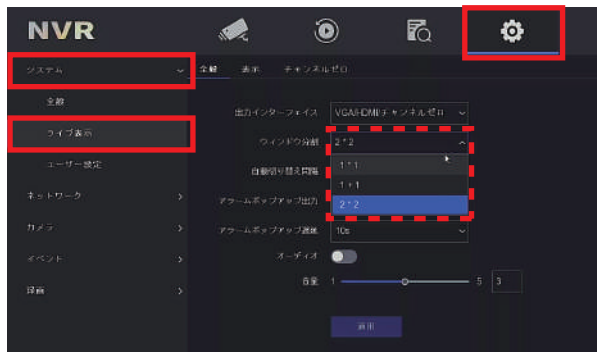 NVR
システム
全般 表示 チャンネルゼロ
全般
ライブ表示
ユーザー設定
ネットワーク
カメラ
イベント
録画
出力インターフェイス VGA/HDMI/チャンネルゼロ
ウィンドウ分割 2*2
1*1
1+1
2*2
自動切り替え間隔
アラームポップアップ出力
アラームポップアップ遅延 10s
オーディオ
音量 1 5 3
適用